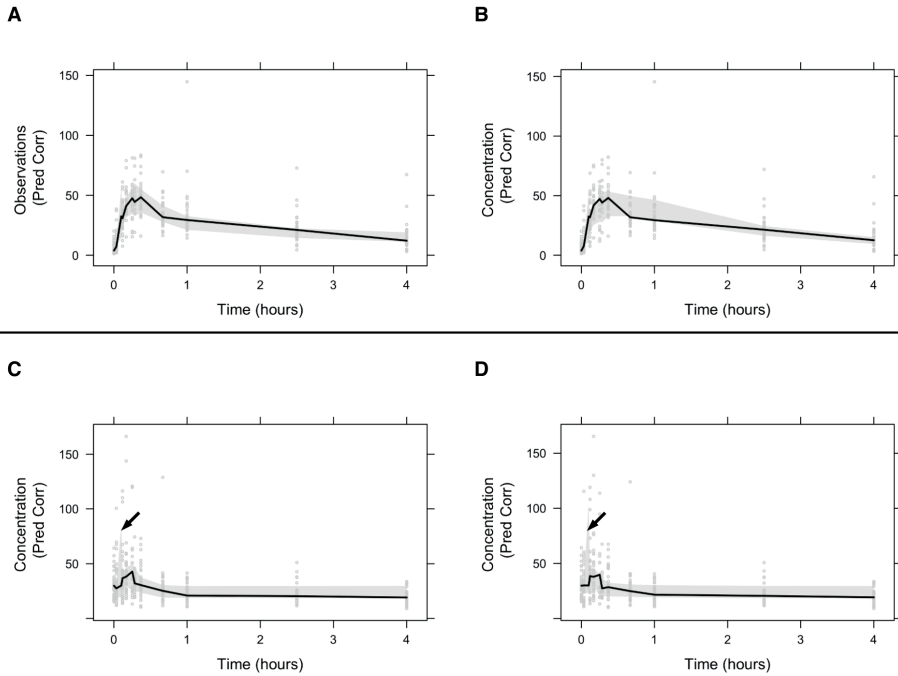 A
B
Observations
(Pred Corr)
150
100
50
0
0
1
2
3
4
Time (hours)
Concentration
(Pred Corr)
150
100
50
0
0
1
2
3
4
Time (hours)
C
D
Concentration
(Pred Corr)
150
100
50
0
1
2
3
4
Time (hours)
Concentration
(Pred Corr)
150
100
50
0
1
2
3
4
Time (hours)